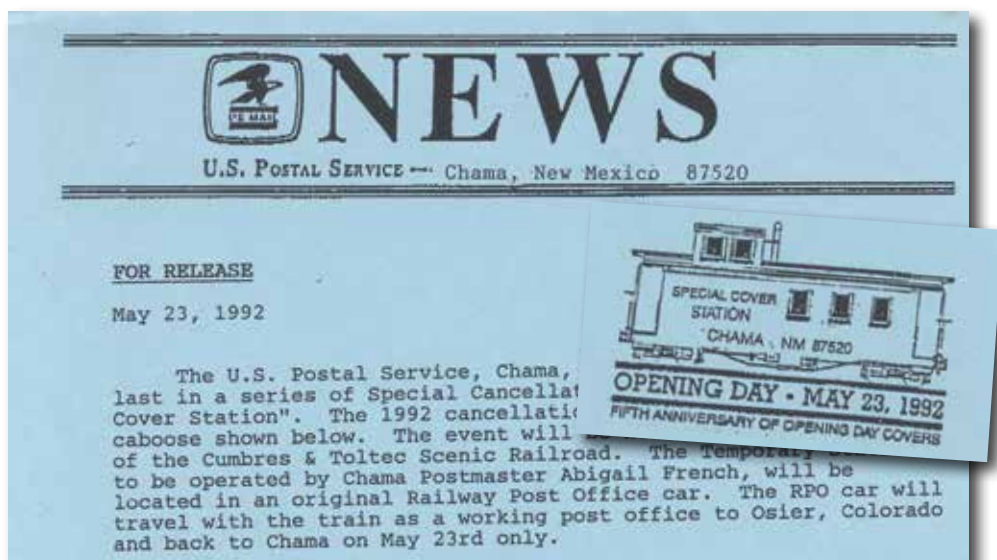 NEWS
U.S. POSTAL SERVICE — Chama, New Mexico 87520
FOR RELEASE
May 23, 1992
SPECIAL COVER
STATION
CHAMA, NM 87520
OPENING DAY • MAY 23, 1992
FIFTH ANNIVERSARY OF OPENING DAY COVERS
The U.S. Postal Service, Chama,
last in a series of Special
Cover Station". The 1992
caboose shown below. The event will
of the Cumbres & Toltec Scenic Railroad. The Temporary
to be operated by Chama Postmaster Abigail French, will be
located in an original Railway Post Office car. The RPO car will
travel with the train as a working post office to Osier, Colorado
and back to Chama on May 23rd only.